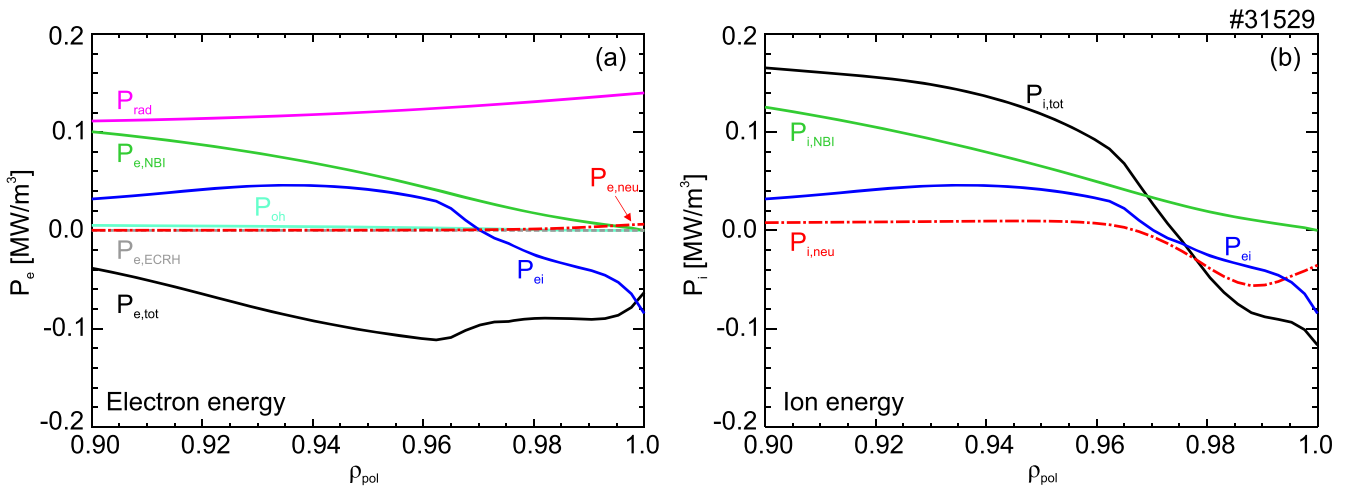 #31529
0.2
0.1
0.0
-0.1
-0.2
P_e [MW/m³]
(a)
P_rad
P_e,NBI
P_e,neu
P_oh
P_e,ECRH
P_ei
P_e,tot
Electron energy
0.90 0.92 0.94 0.96 0.98 1.0
ρ_pol
0.2
0.1
0.0
-0.1
-0.2
P_i [MW/m³]
(b)
P_i,tot
P_i,NBI
P_i,neu
P_ei
Ion energy
0.90 0.92 0.94 0.96 0.98 1.0
ρ_pol